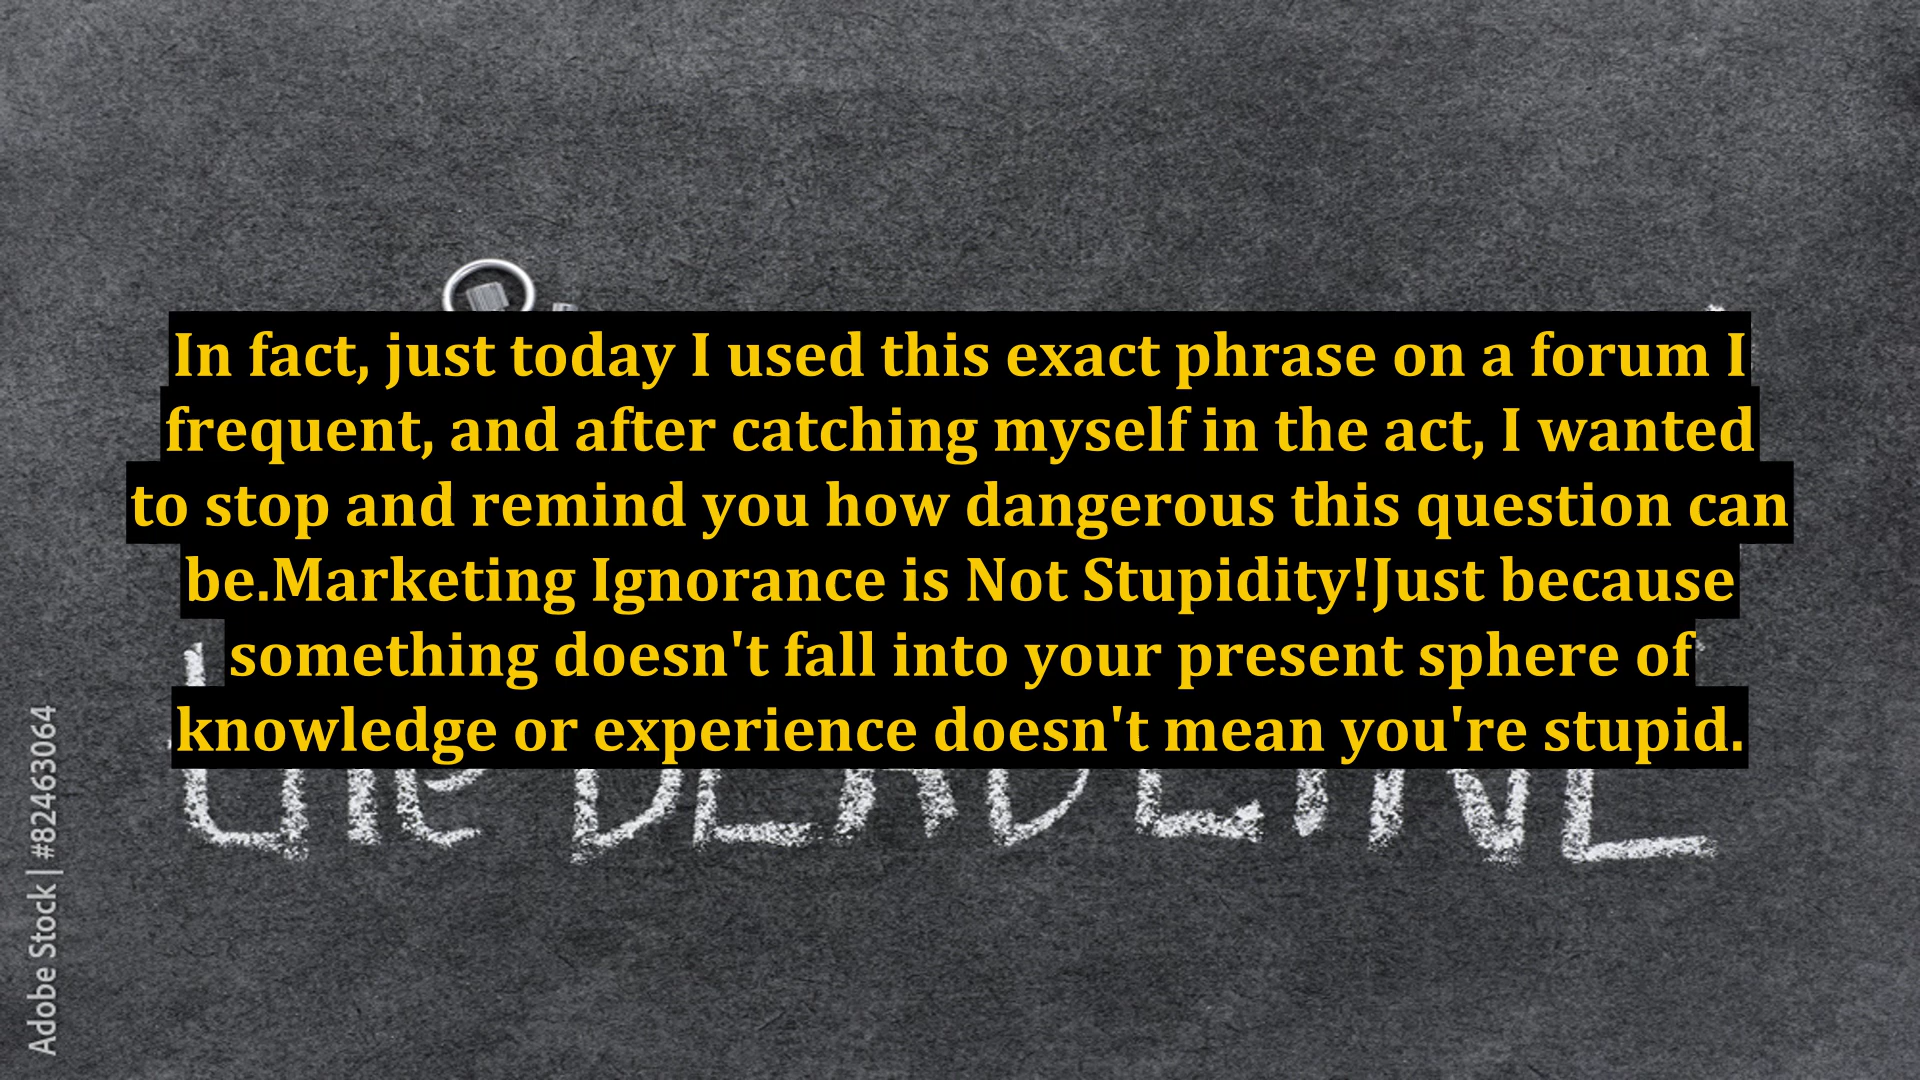 In fact, just today I used this exact phrase on a forum I
frequent, and after catching myself in the act, I wanted
to stop and remind you how dangerous this question can
be.Marketing Ignorance is Not Stupidity!Just because
something doesn't fall into your present sphere of
knowledge or experience doesn't mean you're stupid.
the DEADLINE
Adobe Stock | #82463064